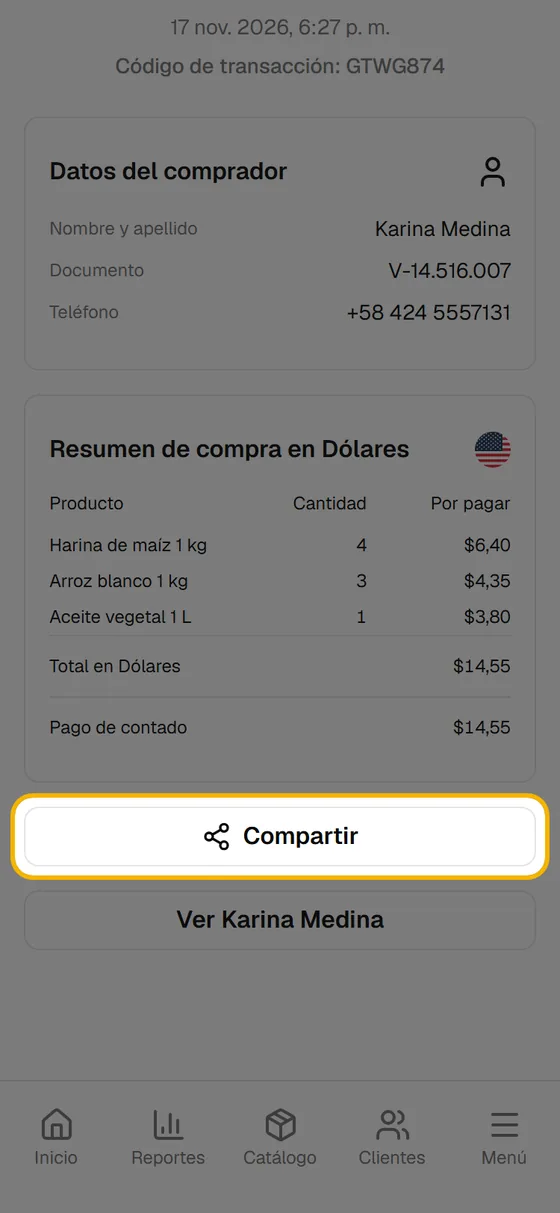 17 nov. 2026, 6:27 p. m.
Código de transacción: GTWG874
Datos del comprador
Nombre y apellido Karina Medina
Documento V-14.516.007
Teléfono +58 424 5557131
Resumen de compra en Dólares
Producto Cantidad Por pagar
Harina de maíz 1 kg 4 $6,40
Arroz blanco 1 kg 3 $4,35
Aceite vegetal 1 L 1 $3,80
Total en Dólares $14,55
Pago de contado $14,55
Compartir
Ver Karina Medina
Inicio Reportes Catálogo Clientes Menú